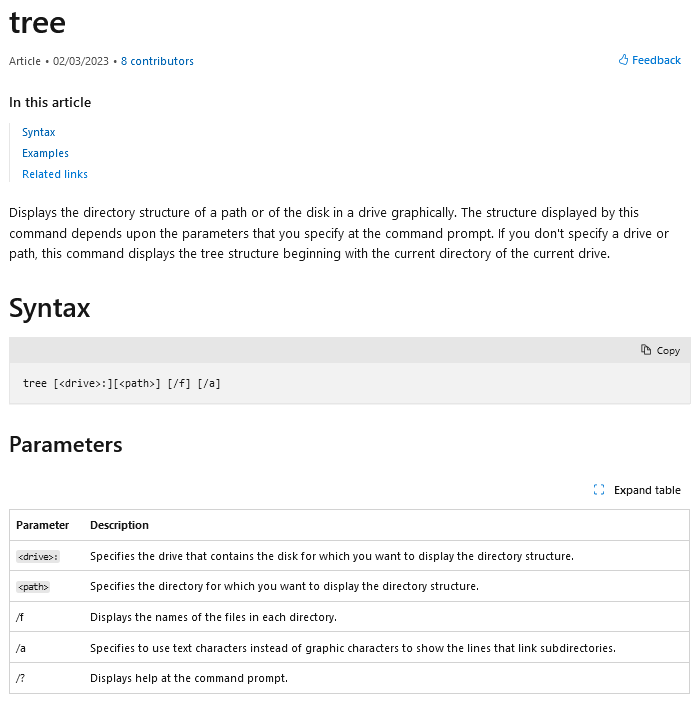 tree
Article • 02/03/2023 • 8 contributors
Feedback
In this article
Syntax
Examples
Related links
Displays the directory structure of a path or of the disk in a drive graphically. The structure displayed by this
command depends upon the parameters that you specify at the command prompt. If you don't specify a drive or
path, this command displays the tree structure beginning with the current directory of the current drive.
Syntax
Copy
tree [<drive>:][<path>] [/f] [/a]
Parameters
Expand table
Parameter Description
<drive>: Specifies the drive that contains the disk for which you want to display the directory structure.
<path> Specifies the directory for which you want to display the directory structure.
/f Displays the names of the files in each directory.
/a Specifies to use text characters instead of graphic characters to show the lines that link subdirectories.
/? Displays help at the command prompt.